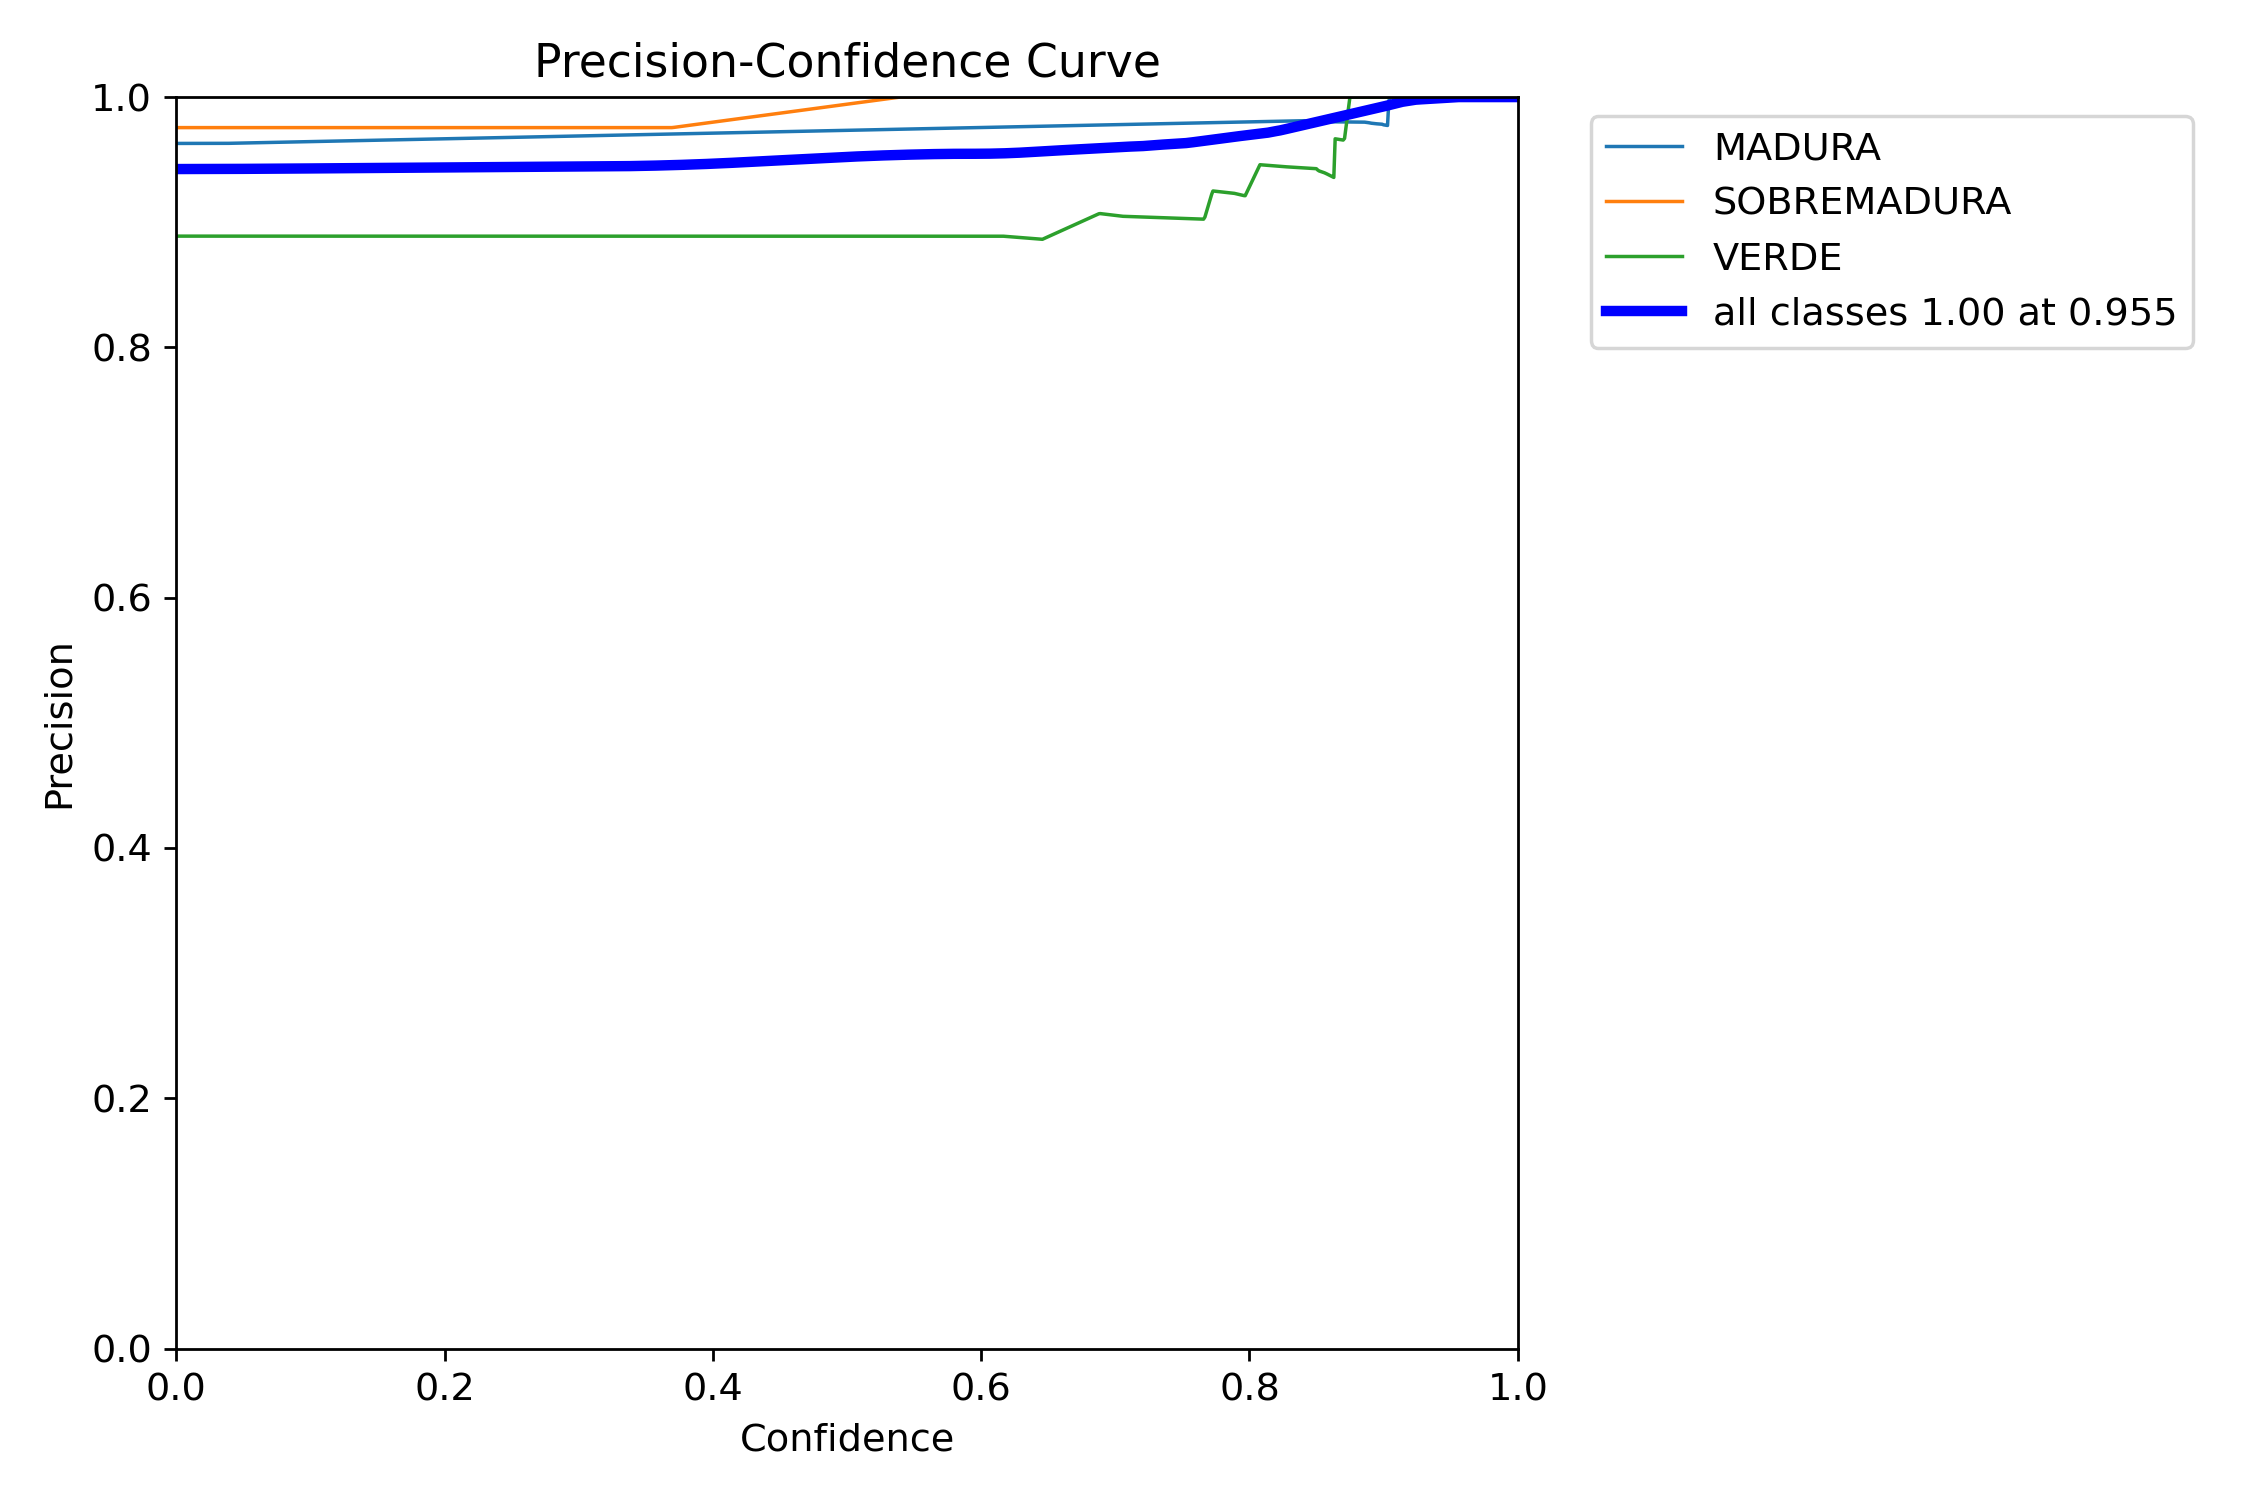 Precision-Confidence Curve
1.0
0.8
0.6
0.4
0.2
0.0
Precision
0.0 0.2 0.4 0.6 0.8 1.0
Confidence
MADURA
SOBREMADURA
VERDE
all classes 1.00 at 0.955